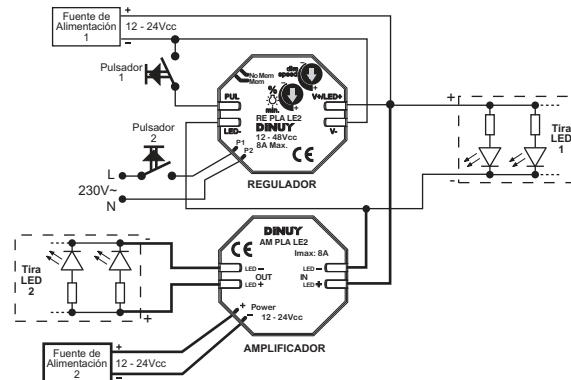 Fuente de
Alimentación
1
+
12 - 24Vcc
–
Pulsador
1
No Mem
Mem
dim
speed
–
+
%
min.
–
+
PUL
V+/LED+
RE PLA LE2
LED-
DINUY
V-
12 - 48Vcc
8A Max.
P1
P2
CE
REGULADOR
Pulsador
2
L
230V~
N
+
-
Tira
LED
1
DINUY
AM PLA LE2
CE
Imax: 8A
LED –
LED –
OUT
IN
LED +
LED +
+
–
Power
12 - 24Vcc
AMPLIFICADOR
Tira
LED
2
-
+
Fuente de
Alimentación
2
+
12 - 24Vcc
–